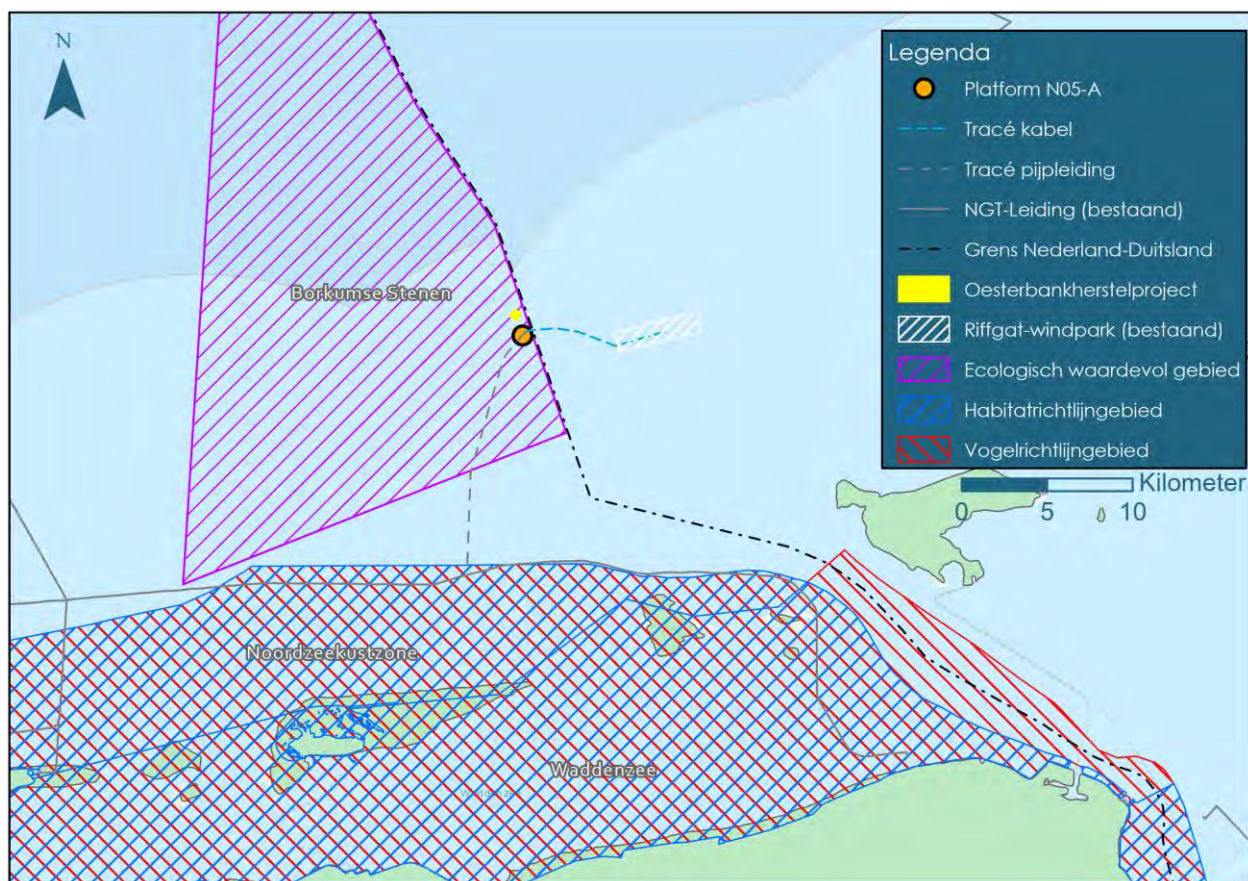 N
Legenda
Platform N05-A
Tracé kabel
Tracé pijpleiding
NGT-Leiding (bestaand)
Grens Nederland-Duitsland
Oesterbankherstelproject
Riffgat-windpark (bestaand)
Ecologisch waardevol gebied
Habitatrichtlijngebied
Vogelrichtlijngebied
Kilometer
0 5 10
Borkumse Stenen
Noordzeekustzone
Waddenzee
Waddenzee